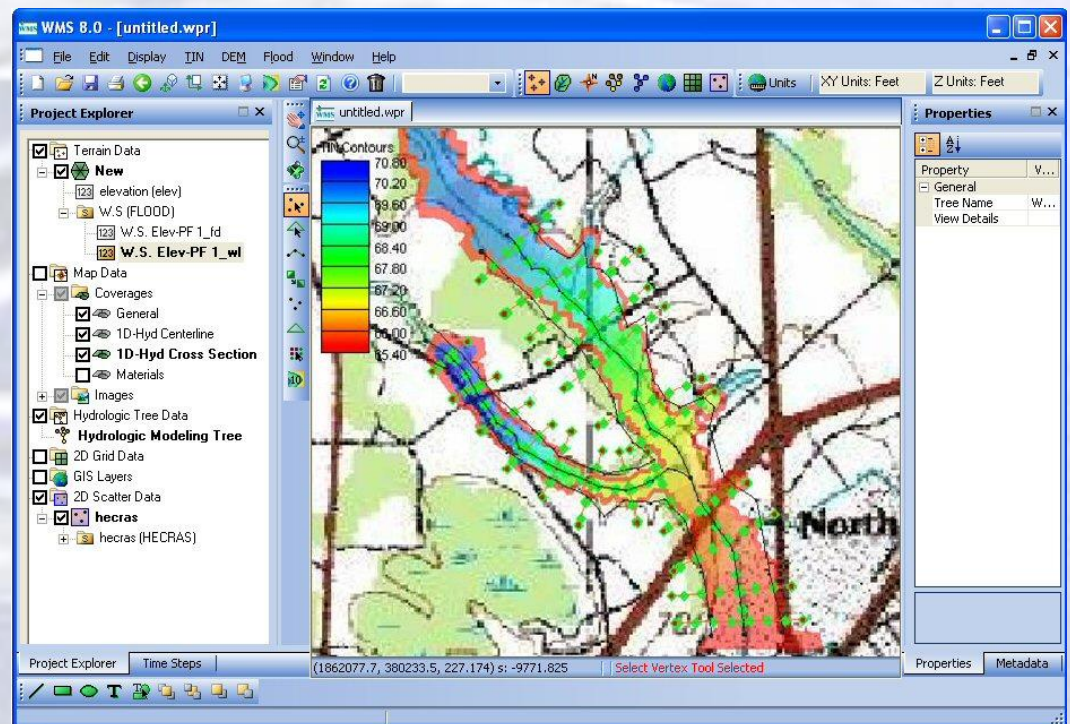 WMS 8.0 - [untitled.wpr]
File Edit Display TIN DEM Flood Window Help
Units XY Units: Feet Z Units: Feet
Project Explorer
Terrain Data
New
elevation (elev)
W.S (FLOOD)
W.S. Elev-PF 1_fd
W.S. Elev-PF 1_wl
Map Data
Coverages
General
1D-Hyd Centerline
1D-Hyd Cross Section
Materials
Images
Hydrologic Tree Data
Hydrologic Modeling Tree
2D Grid Data
GIS Layers
2D Scatter Data
hecras
hecras (HECRAS)
Project Explorer Time Steps
untitled.wpr
TIN Contours
70.80
70.20
69.60
69.00
68.40
67.80
67.20
66.60
66.00
65.40
North
(1862077.7, 380233.5, 227.174) s: -9771.825 Select Vertex Tool Selected
Properties
Property V...
General
Tree Name W...
View Details
Properties Metadata